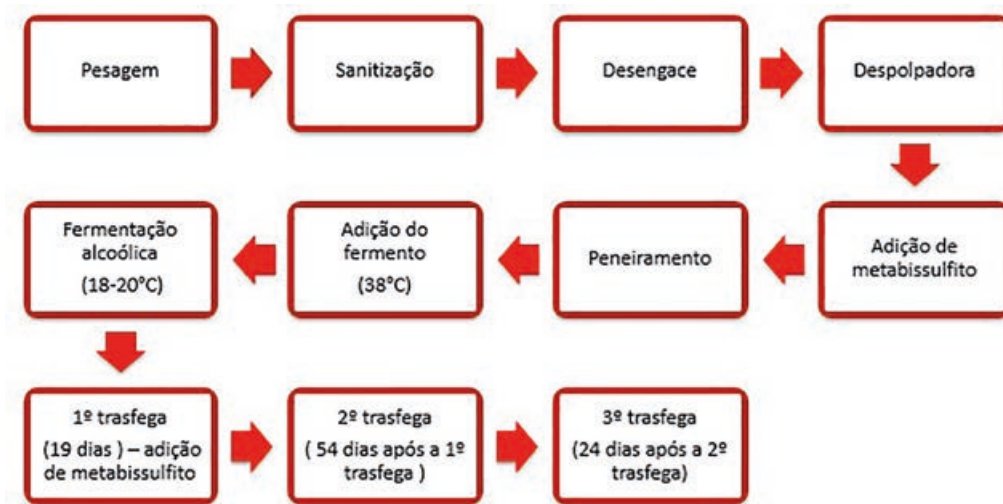 Pesagem
Sanitização
Desengace
Despolpadora
Adição de
metabissulfito
Peneiramento
Adição do
fermento
(38°C)
Fermentação
alcoólica
(18-20°C)
1º trasfega
(19 dias ) – adição
de metabissulfito
2º trasfega
( 54 dias após a 1º
trasfega )
3º trasfega
(24 dias após a 2º
trasfega)